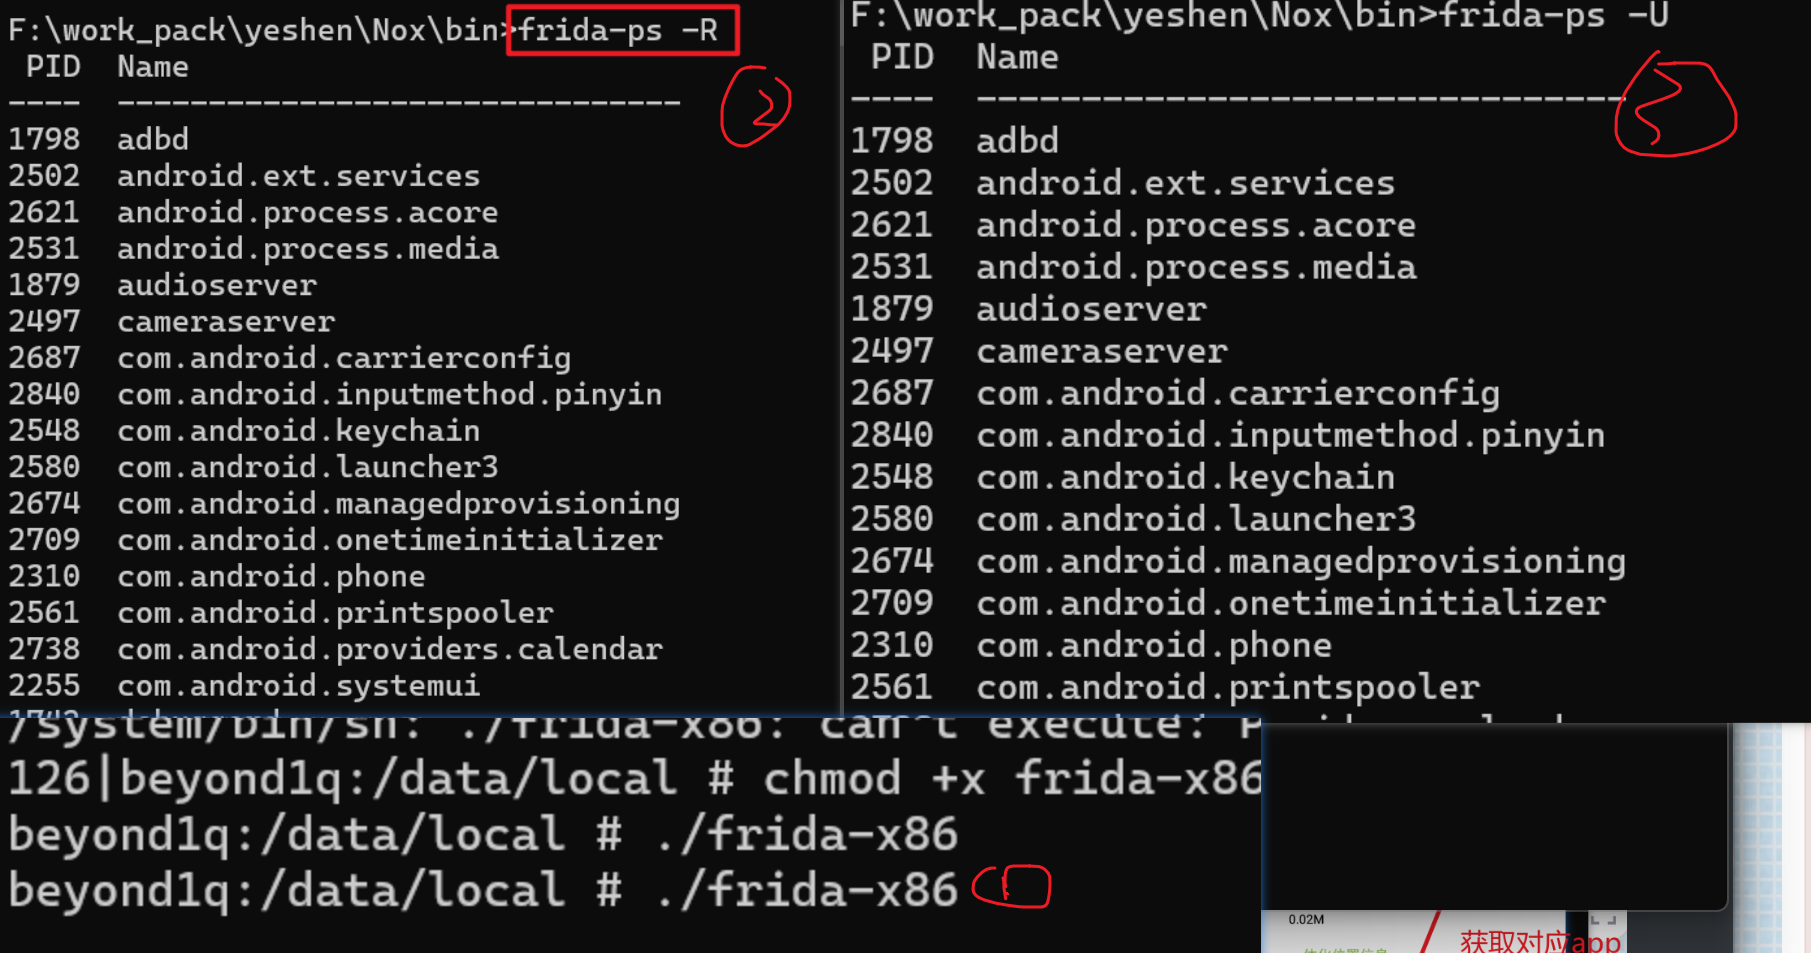 F:\work_pack\yeshen\Nox\bin>frida-ps -R
PID Name
---- -------------------------------
1798 adbd
2502 android.ext.services
2621 android.process.acore
2531 android.process.media
1879 audioserver
2497 cameraserver
2687 com.android.carrierconfig
2840 com.android.inputmethod.pinyin
2548 com.android.keychain
2580 com.android.launcher3
2674 com.android.managedprovisioning
2709 com.android.onetimeinitializer
2310 com.android.phone
2561 com.android.printspooler
2738 com.android.providers.calendar
2255 com.android.systemui
2
F:\work_pack\yeshen\Nox\bin>frida-ps -U
PID Name
---- -------------------------------
1798 adbd
2502 android.ext.services
2621 android.process.acore
2531 android.process.media
1879 audioserver
2497 cameraserver
2687 com.android.carrierconfig
2840 com.android.inputmethod.pinyin
2548 com.android.keychain
2580 com.android.launcher3
2674 com.android.managedprovisioning
2709 com.android.onetimeinitializer
2310 com.android.phone
2561 com.android.printspooler
3
/system/bin/sh: ./frida-x86: can't execute:
126|beyond1q:/data/local # chmod +x frida-x86
beyond1q:/data/local # ./frida-x86
beyond1q:/data/local # ./frida-x86
1
0.02M
获取对应app